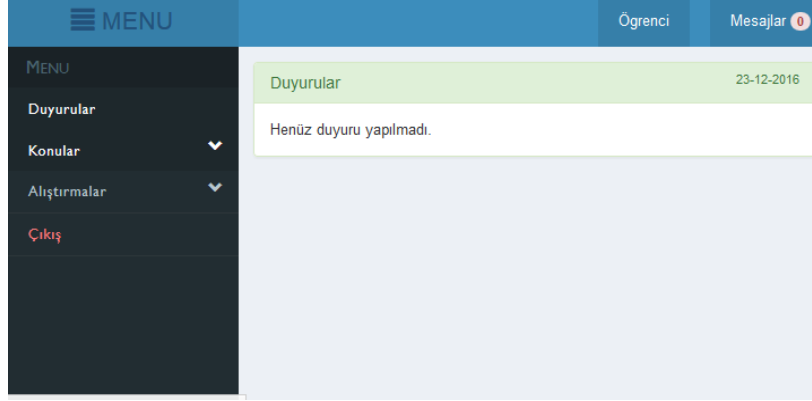 MENU
Ögrenci
Mesajlar 0
MENU
Duyurular
Konular
Alıştırmalar
Çıkış
Duyurular
23-12-2016
Henüz duyuru yapılmadı.